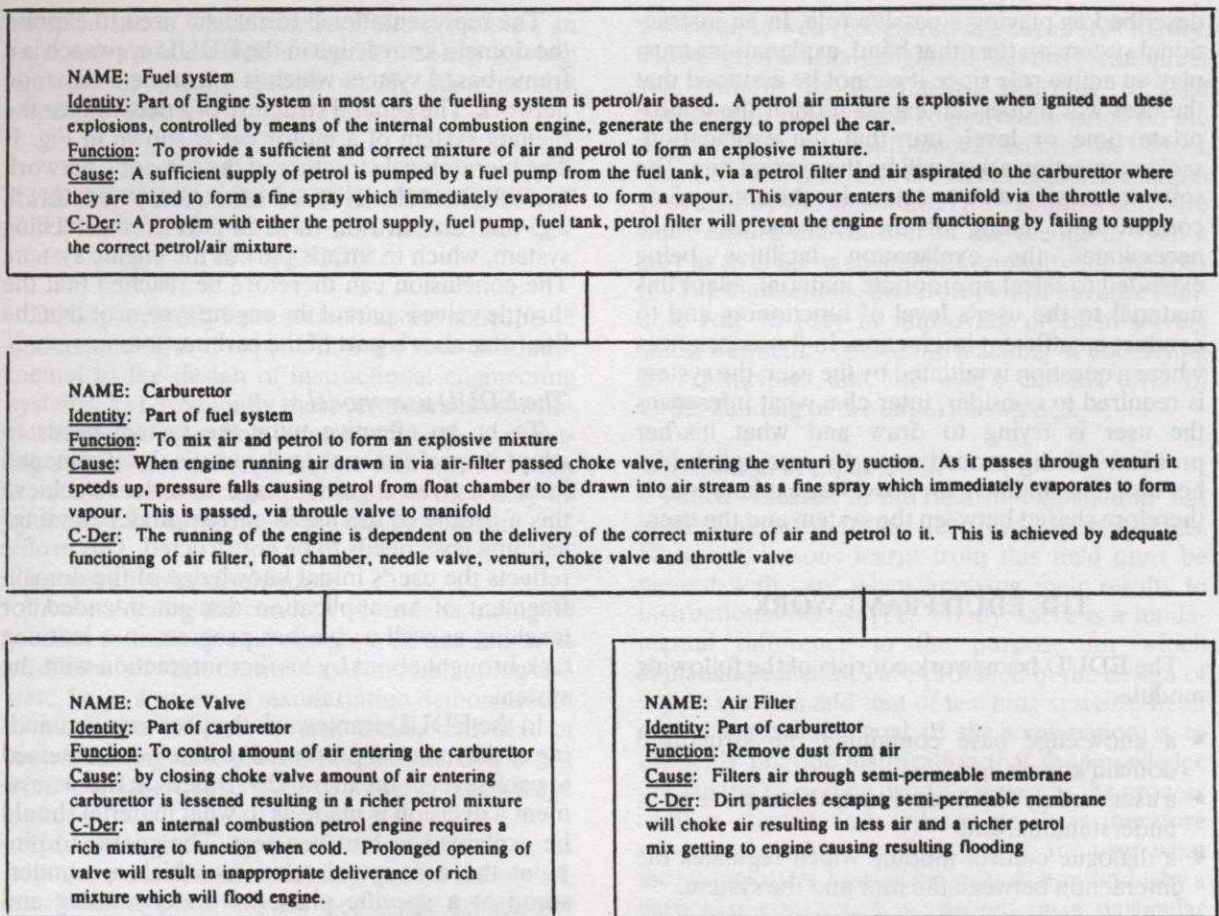 NAME: Fuel system
Identity: Part of Engine System in most cars the fuelling system is petrol/air based. A petrol air mixture is explosive when ignited and these
explosions, controlled by means of the internal combustion engine, generate the energy to propel the car.
Function: To provide a sufficient and correct mixture of air and petrol to form an explosive mixture.
Cause: A sufficient supply of petrol is pumped by a fuel pump from the fuel tank, via a petrol filter and air aspirated to the carburettor where
they are mixed to form a fine spray which immediately evaporates to form a vapour. This vapour enters the manifold via the throttle valve.
C-Der: A problem with either the petrol supply, fuel pump, fuel tank, petrol filter will prevent the engine from functioning by failing to supply
the correct petrol/air mixture.
NAME: Carburettor
Identity: Part of fuel system
Function: To mix air and petrol to form an explosive mixture
Cause: When engine running air drawn in via air-filter passed choke valve, entering the venturi by suction. As it passes through venturi it
speeds up, pressure falls causing petrol from float chamber to be drawn into air stream as a fine spray which immediately evaporates to form
vapour. This is passed, via throttle valve to manifold
C-Der: The running of the engine is dependent on the delivery of the correct mixture of air and petrol to it. This is achieved by adequate
functioning of air filter, float chamber, needle valve, venturi, choke valve and throttle valve
NAME: Choke Valve
Identity: Part of carburettor
Function: To control amount of air entering the carburettor
Cause: by closing choke valve amount of air entering
carburettor is lessened resulting in a richer petrol mixture
C-Der: an internal combustion petrol engine requires a
rich mixture to function when cold. Prolonged opening of
valve will result in inappropriate deliverance of rich
mixture which will flood engine.
NAME: Air Filter
Identity: Part of carburettor
Function: Remove dust from air
Cause: Filters air through semi-permeable membrane
C-Der: Dirt particles escaping semi-permeable membrane
will choke air resulting in less air and a richer petrol
mix getting to engine causing resulting flooding